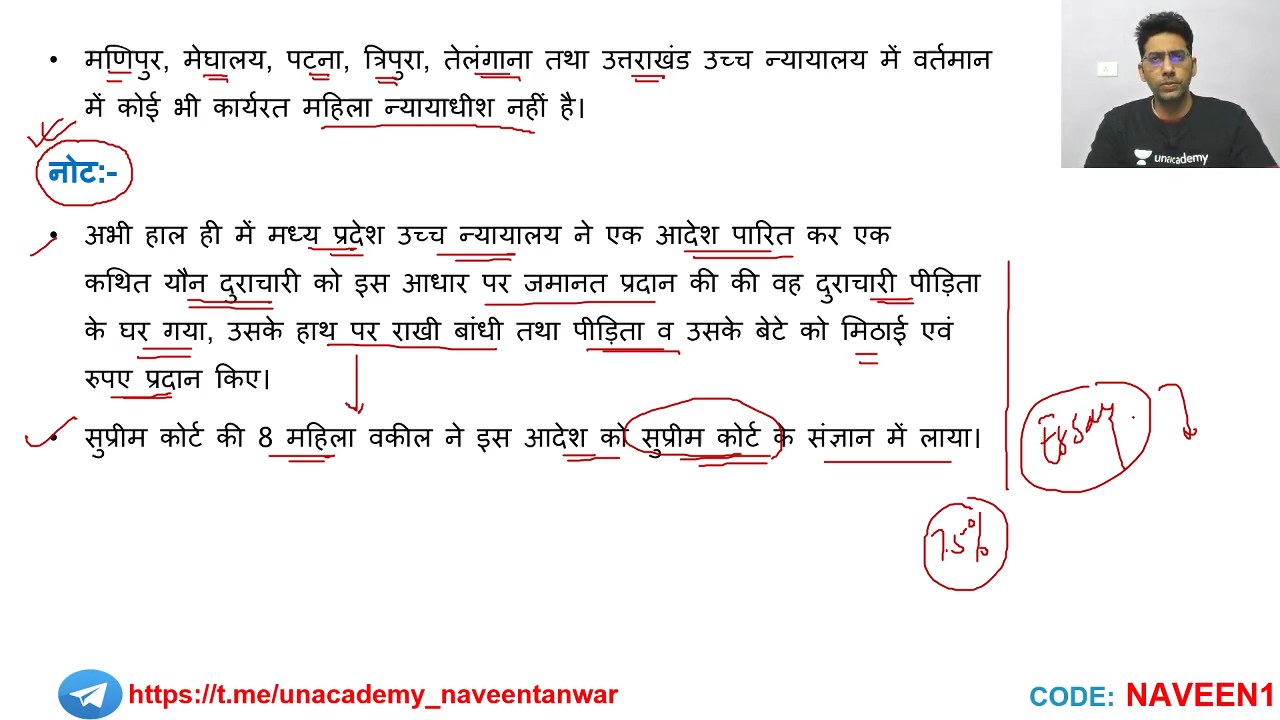 • मणिपुर, मेघालय, पटना, त्रिपुरा, तेलंगाना तथा उत्तराखंड उच्च न्यायालय में वर्तमान
में कोई भी कार्यरत महिला न्यायाधीश नहीं है।
नोट:-
• अभी हाल ही में मध्य प्रदेश उच्च न्यायालय ने एक आदेश पारित कर एक
कथित यौन दुराचारी को इस आधार पर जमानत प्रदान की की वह दुराचारी पीड़िता
के घर गया, उसके हाथ पर राखी बांधी तथा पीड़िता व उसके बेटे को मिठाई एवं
रुपए प्रदान किए।
• सुप्रीम कोर्ट की 8 महिला वकील ने इस आदेश को सुप्रीम कोर्ट के संज्ञान में लाया।
Essay
7.5%
unacademy
https://t.me/unacademy_naveentanwar
CODE: NAVEEN1